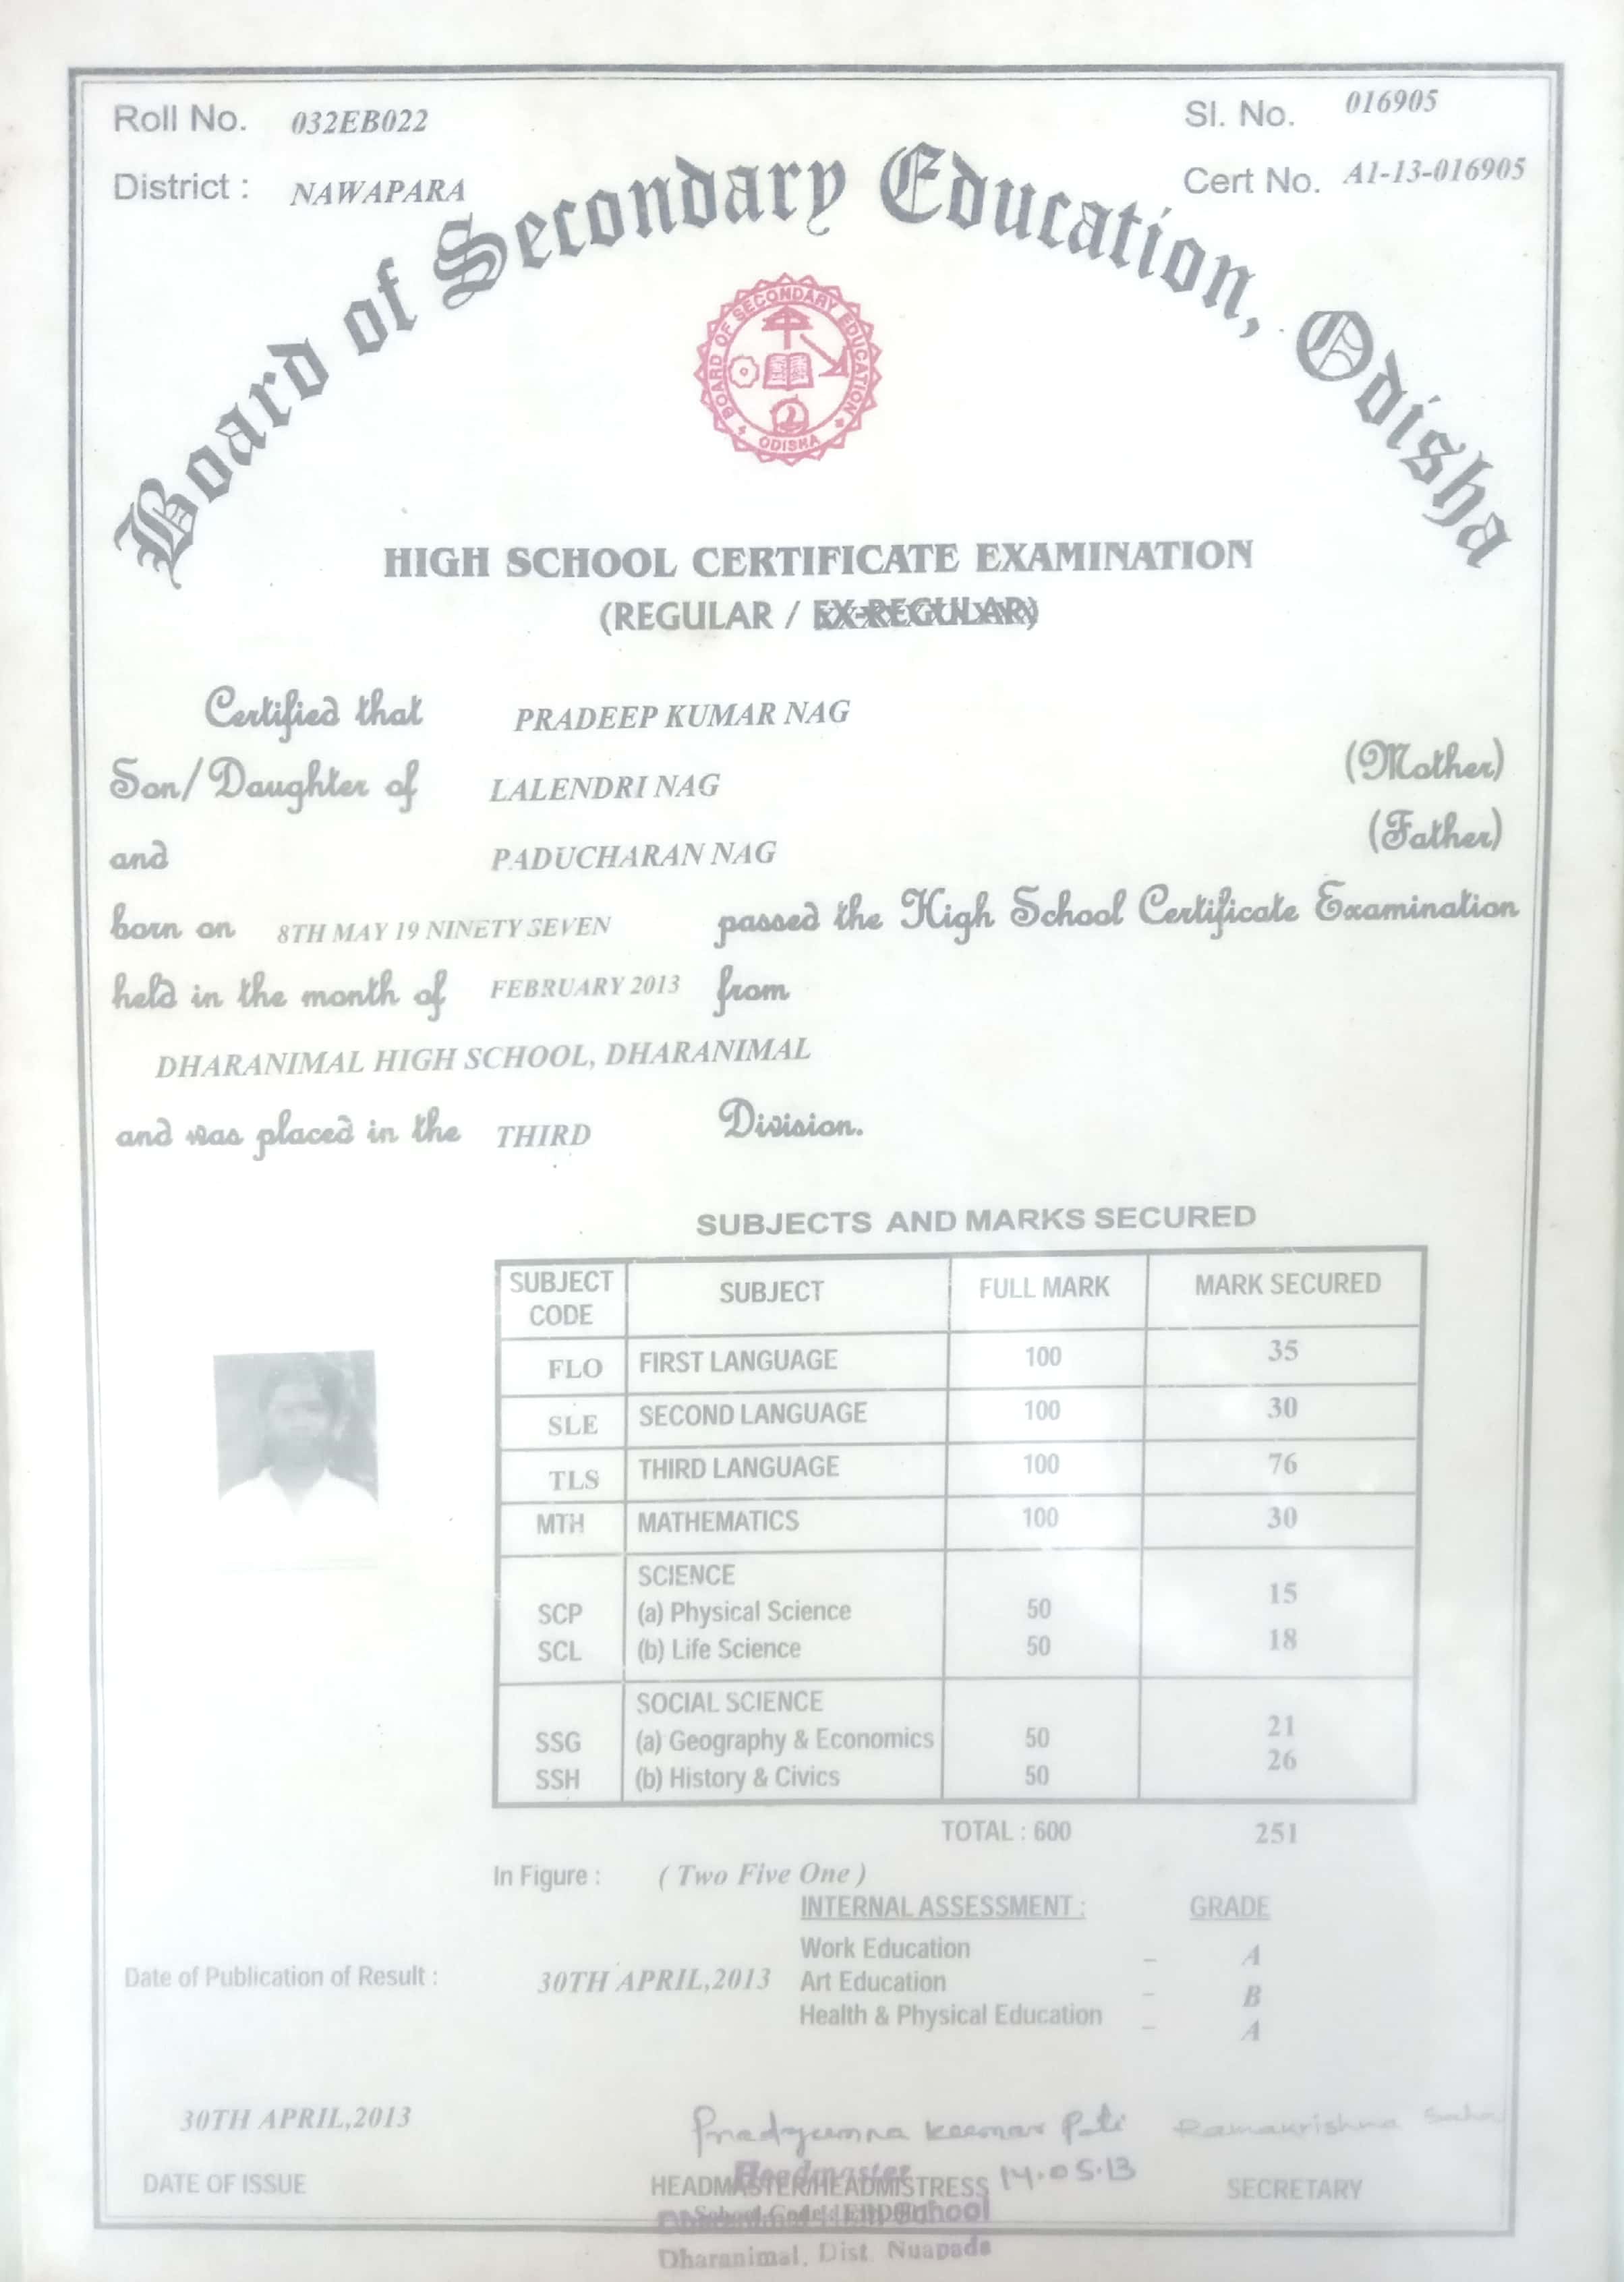 Roll No. 032EB022
Sl. No. 016905
District : NAWAPARA
Cert No. A1-13-016905
Board of Secondary Education, Odisha
BOARD OF SECONDARY EDUCATION
ODISHA
HIGH SCHOOL CERTIFICATE EXAMINATION
(REGULAR / EX-REGULAR)
Certified that PRADEEP KUMAR NAG
Son/Daughter of LALENDRI NAG (Mother)
and PADUCHARAN NAG (Father)
born on 8TH MAY 19 NINETY SEVEN passed the High School Certificate Examination
held in the month of FEBRUARY 2013 from
DHARANIMAL HIGH SCHOOL, DHARANIMAL
and was placed in the THIRD Division.
SUBJECTS AND MARKS SECURED
SUBJECT CODE SUBJECT FULL MARK MARK SECURED
FLO FIRST LANGUAGE 100 35
SLE SECOND LANGUAGE 100 30
TLS THIRD LANGUAGE 100 76
MTH MATHEMATICS 100 30
SCIENCE
SCP (a) Physical Science 50 15
SCL (b) Life Science 50 18
SOCIAL SCIENCE
SSG (a) Geography & Economics 50 21
SSH (b) History & Civics 50 26
TOTAL : 600 251
In Figure : ( Two Five One )
INTERNAL ASSESSMENT : GRADE
Work Education – A
Date of Publication of Result : 30TH APRIL,2013 Art Education – B
Health & Physical Education – A
30TH APRIL,2013
Pradyumna Kumar Ramakrishna
DATE OF ISSUE HEADMASTER/HEADMISTRESS 14.05.13 SECRETARY
Headmaster
School
Dharanimal, Dist. Nuapada